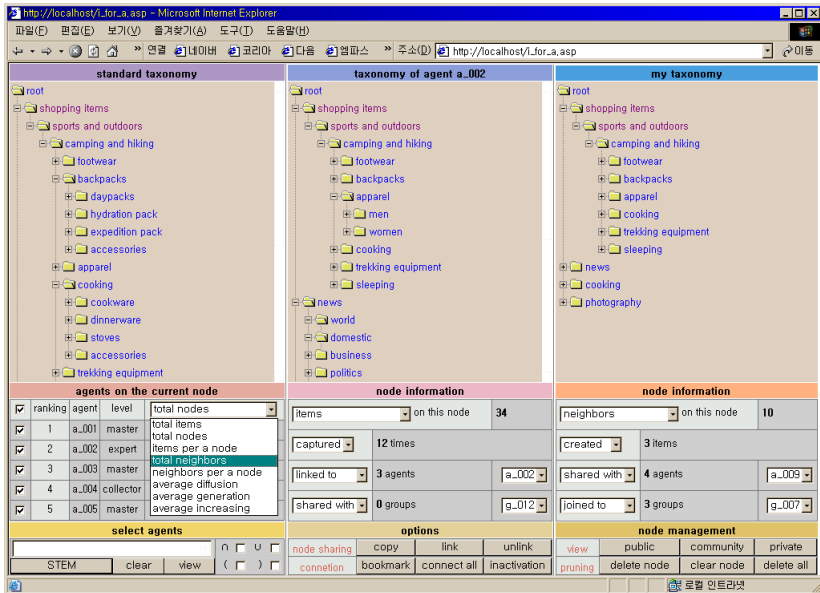 http://localhost/i_for_a.asp - Microsoft Internet Explorer
파일(F) 편집(E) 보기(V) 즐겨찾기(A) 도구(T) 도움말(H)
» 연결 네이버 코리아 다음 엠파스 » 주소(D) http://localhost/i_for_a.asp 이동
standard taxonomy
root
shopping items
sports and outdoors
camping and hiking
footwear
backpacks
daypacks
hydration pack
expedition pack
accessories
apparel
cooking
cookware
dinnerware
stoves
accessories
trekking equipment
taxonomy of agent a_002
root
shopping items
sports and outdoors
camping and hiking
footwear
backpacks
apparel
men
women
cooking
trekking equipment
sleeping
news
world
domestic
business
politics
my taxonomy
root
shopping items
sports and outdoors
camping and hiking
footwear
backpacks
apparel
cooking
trekking equipment
sleeping
news
cooking
photography
agents on the current node
ranking agent level total nodes
1 a_001 master
2 a_002 expert
3 a_003 master
4 a_004 collector
5 a_005 master
total items
total nodes
items per a node
total neighbors
neighbors per a node
average diffusion
average generation
average increasing
node information
items on this node 34
captured 12 times
linked to 3 agents a_002
shared with 0 groups g_012
node information
neighbors on this node 10
created 3 items
shared with 4 agents a_009
joined to 3 groups g_007
select agents
∩ ∪
STEM clear view ( )
options
node sharing copy link unlink
connetion bookmark connect all inactivation
node management
view public community private
pruning delete node clear node delete all
로컬 인트라넷